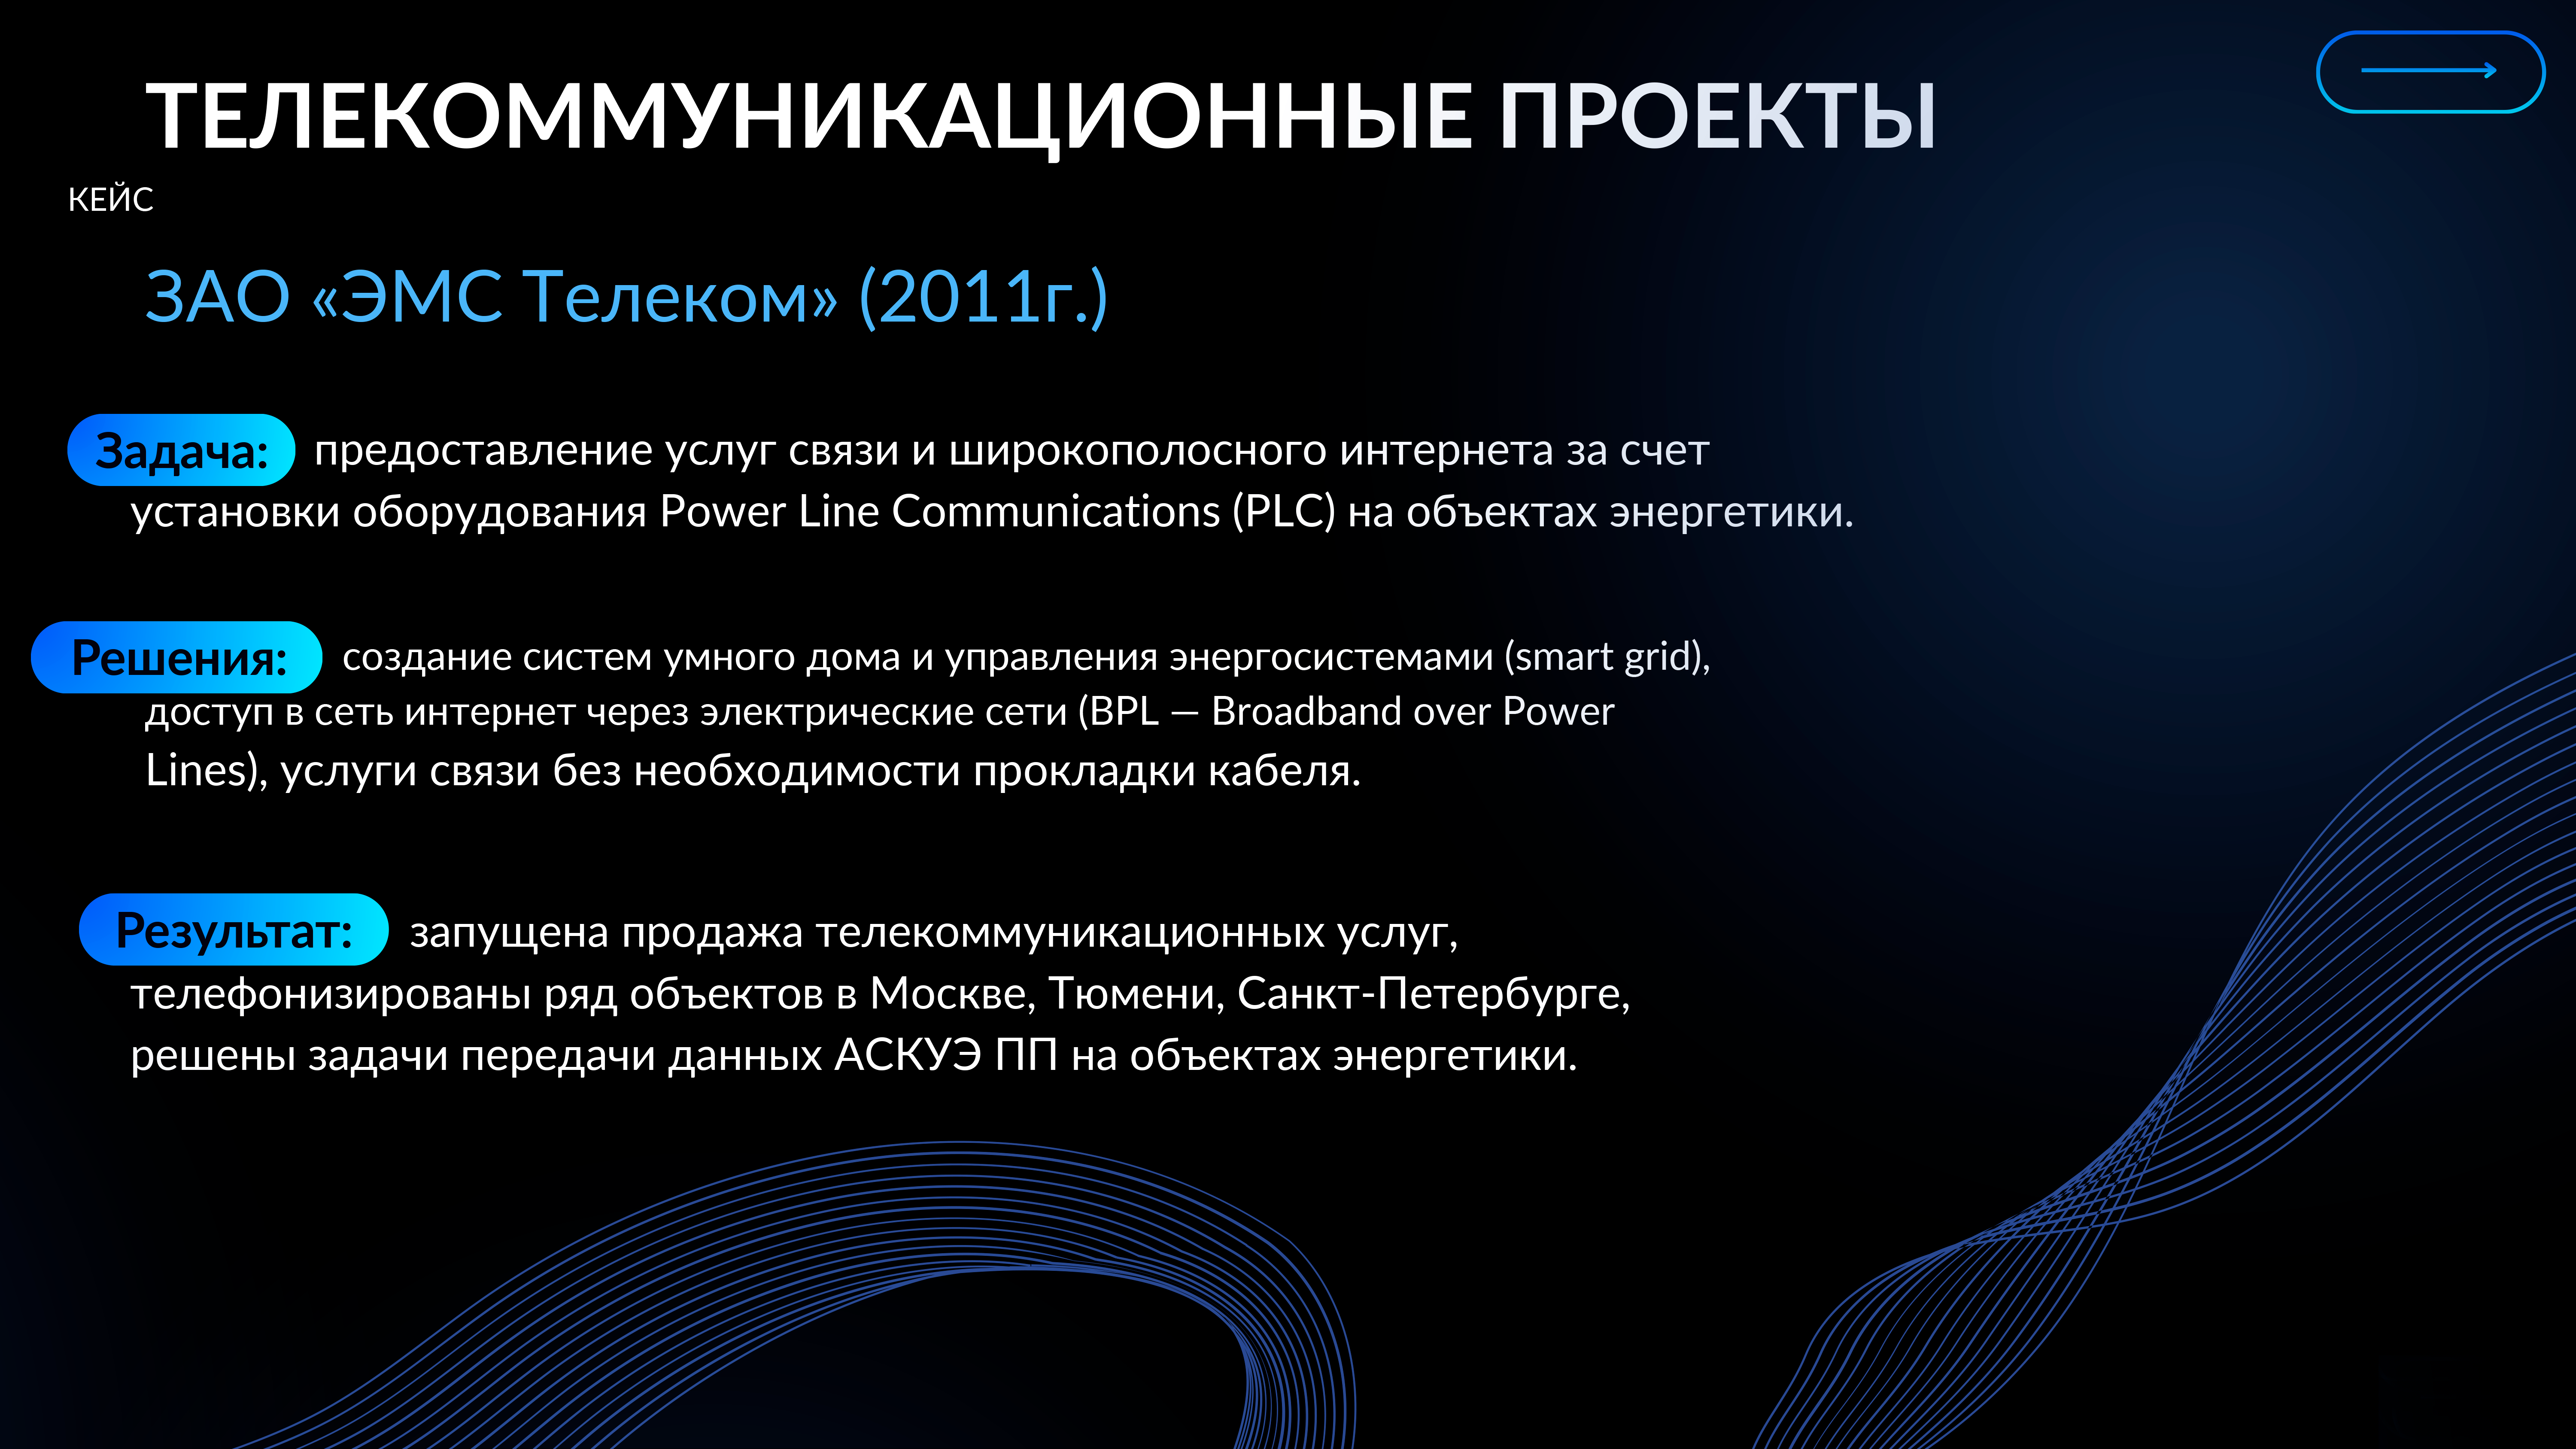 ТЕЛЕКОММУНИКАЦИОННЫЕ ПРОЕКТЫ
КЕЙС
ЗАО «ЭМС Телеком» (2011г.)
Задача: предоставление услуг связи и широкополосного интернета за счет
установки оборудования Power Line Communications (PLC) на объектах энергетики.
Решения: создание систем умного дома и управления энергосистемами (smart grid),
доступ в сеть интернет через электрические сети (BPL — Broadband over Power
Lines), услуги связи без необходимости прокладки кабеля.
Результат: запущена продажа телекоммуникационных услуг,
телефонизированы ряд объектов в Москве, Тюмени, Санкт-Петербурге,
решены задачи передачи данных АСКУЭ ПП на объектах энергетики.